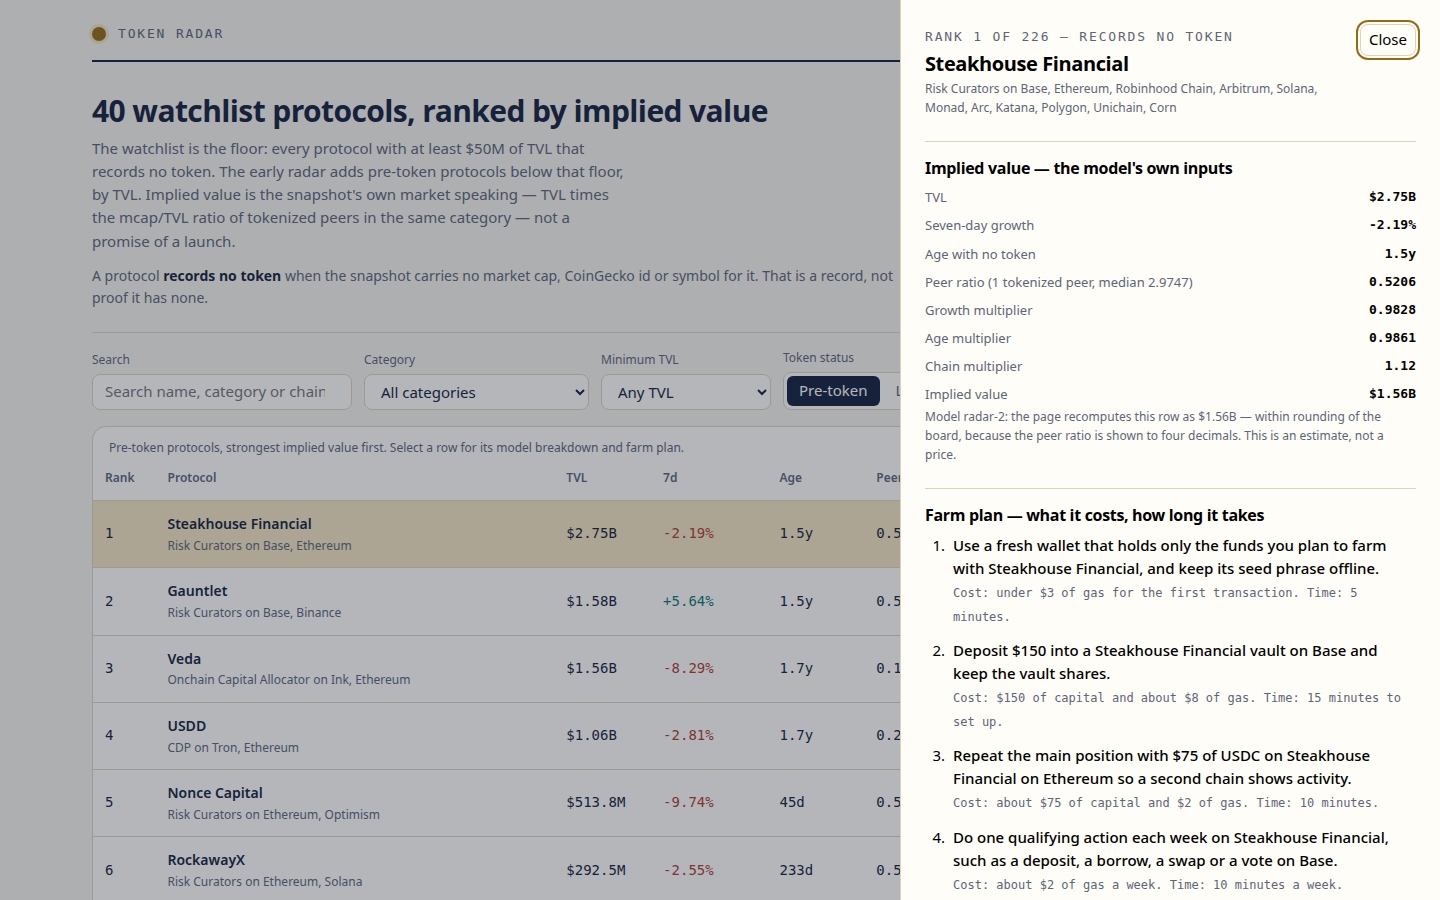 TOKEN RADAR
40 watchlist protocols, ranked by implied value
The watchlist is the floor: every protocol with at least $50M of TVL that
records no token. The early radar adds pre-token protocols below that floor,
by TVL. Implied value is the snapshot's own market speaking — TVL times
the mcap/TVL ratio of tokenized peers in the same category — not a
promise of a launch.
A protocol records no token when the snapshot carries no market cap, CoinGecko id or symbol for it. That is a record, not
proof it has none.
Search
Category
Minimum TVL
Token status
Search name, category or chain
All categories
Any TVL
Pre-token
Pre-token protocols, strongest implied value first. Select a row for its model breakdown and farm plan.
Rank Protocol TVL 7d Age Peer
1 Steakhouse Financial $2.75B -2.19% 1.5y 0.5
Risk Curators on Base, Ethereum
2 Gauntlet $1.58B +5.64% 1.5y 0.5
Risk Curators on Base, Binance
3 Veda $1.56B -8.29% 1.7y 0.1
Onchain Capital Allocator on Ink, Ethereum
4 USDD $1.06B -2.81% 1.7y 0.2
CDP on Tron, Ethereum
5 Nonce Capital $513.8M -9.74% 45d 0.5
Risk Curators on Ethereum, Optimism
6 RockawayX $292.5M -2.55% 233d 0.5
Risk Curators on Ethereum, Solana
RANK 1 OF 226 — RECORDS NO TOKEN
Close
Steakhouse Financial
Risk Curators on Base, Ethereum, Robinhood Chain, Arbitrum, Solana,
Monad, Arc, Katana, Polygon, Unichain, Corn
Implied value — the model's own inputs
TVL $2.75B
Seven-day growth -2.19%
Age with no token 1.5y
Peer ratio (1 tokenized peer, median 2.9747) 0.5206
Growth multiplier 0.9828
Age multiplier 0.9861
Chain multiplier 1.12
Implied value $1.56B
Model radar-2: the page recomputes this row as $1.56B — within rounding of the
board, because the peer ratio is shown to four decimals. This is an estimate, not a
price.
Farm plan — what it costs, how long it takes
1. Use a fresh wallet that holds only the funds you plan to farm
with Steakhouse Financial, and keep its seed phrase offline.
Cost: under $3 of gas for the first transaction. Time: 5
minutes.
2. Deposit $150 into a Steakhouse Financial vault on Base and
keep the vault shares.
Cost: $150 of capital and about $8 of gas. Time: 15 minutes to
set up.
3. Repeat the main position with $75 of USDC on Steakhouse
Financial on Ethereum so a second chain shows activity.
Cost: about $75 of capital and $2 of gas. Time: 10 minutes.
4. Do one qualifying action each week on Steakhouse Financial,
such as a deposit, a borrow, a swap or a vote on Base.
Cost: about $2 of gas a week. Time: 10 minutes a week.